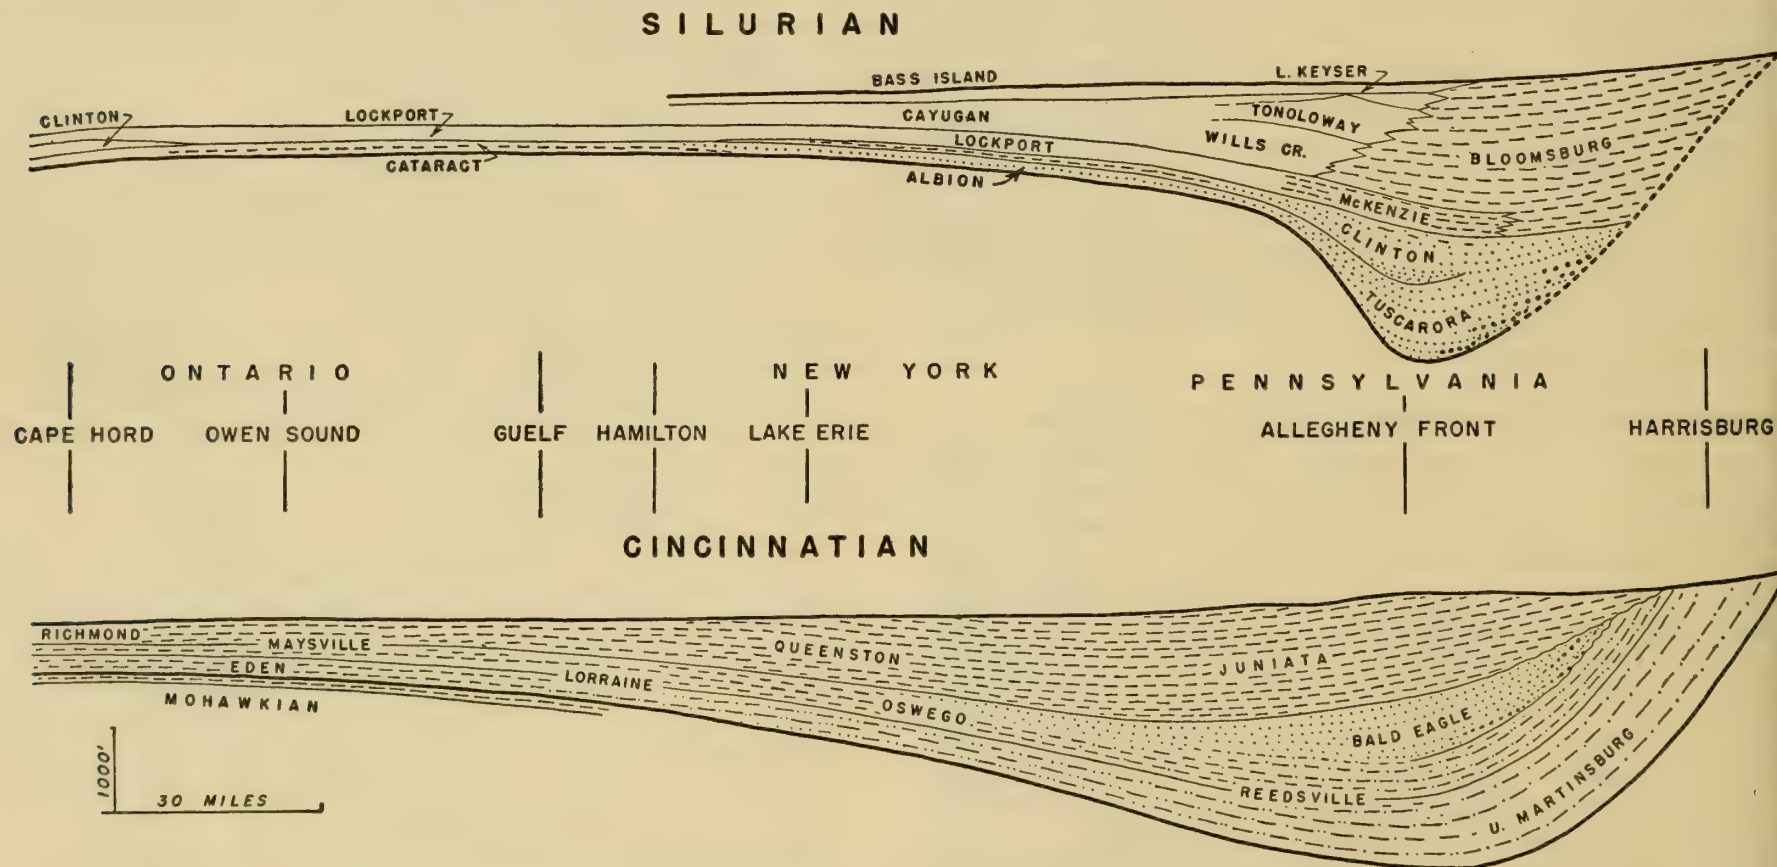 SILURIAN
BASS ISLAND
L. KEYSER
CLINTON
LOCKPORT
CAYUGAN
TONOLOWAY
LOCKPORT
WILLS CR.
BLOOMSBURG
CATARACT
ALBION
McKENZIE
CLINTON
TUSCARORA
ONTARIO
NEW YORK
PENNSYLVANIA
CAPE HORD
OWEN SOUND
GUELF
HAMILTON
LAKE ERIE
ALLEGHENY FRONT
HARRISBURG
CINCINNATIAN
RICHMOND
MAYSVILLE
QUEENSTON
JUNIATA
EDEN
LORRAINE
OSWEGO
MOHAWKIAN
BALD EAGLE
REEDSVILLE
U. MARTINSBURG
1000'
30 MILES